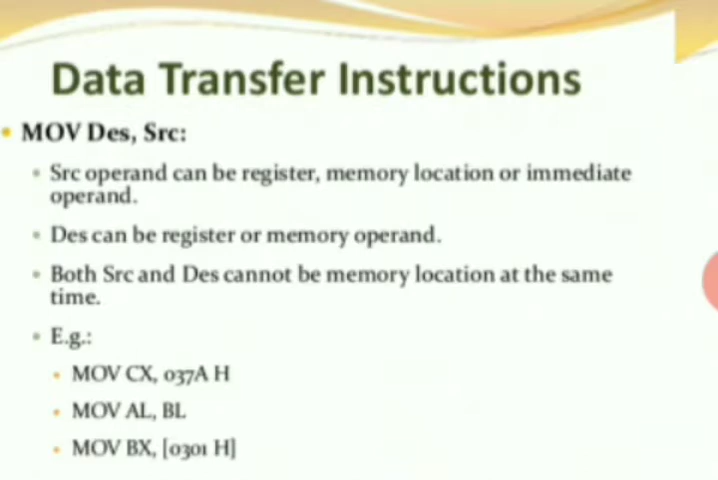 Data Transfer Instructions
• MOV Des, Src:
• Src operand can be register, memory location or immediate
operand.
• Des can be register or memory operand.
• Both Src and Des cannot be memory location at the same
time.
• E.g.:
• MOV CX, 037A H
• MOV AL, BL
• MOV BX, [0301 H]